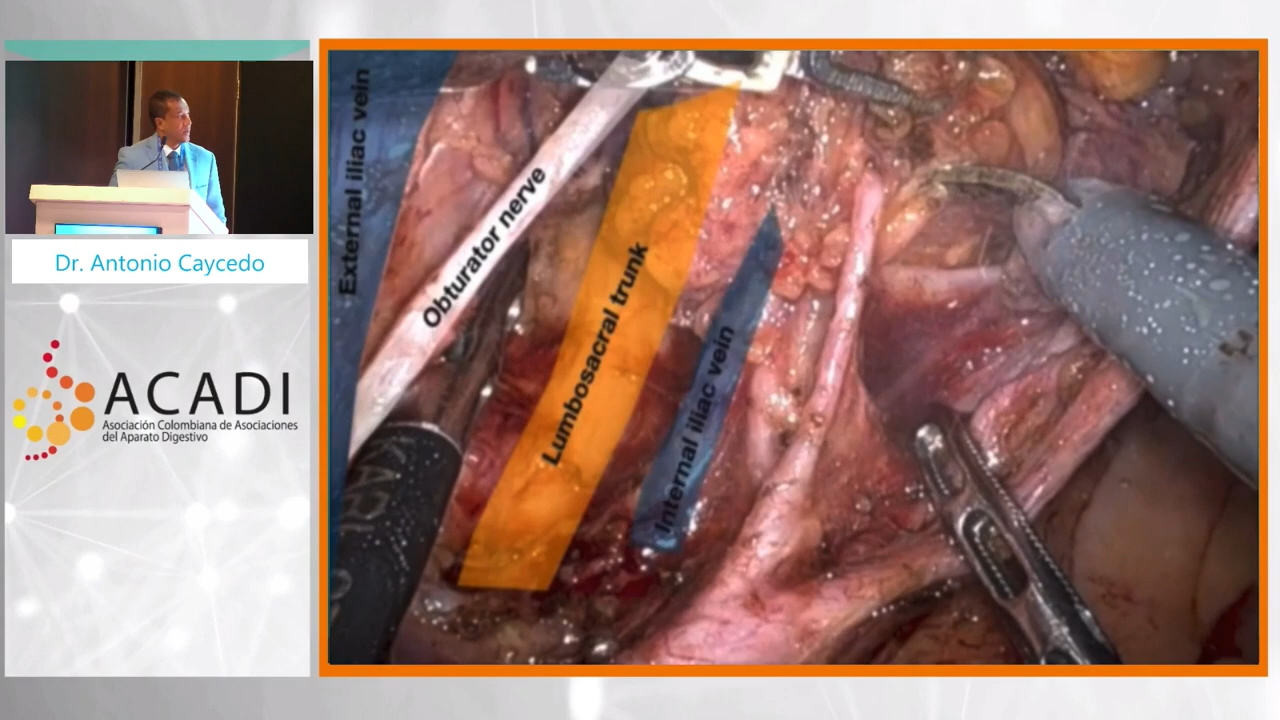 Dr. Antonio Caycedo
ACADI
Asociación Colombiana de Asociaciones
del Aparato Digestivo
External iliac vein
Obturator nerve
Lumbosacral trunk
Internal iliac vein